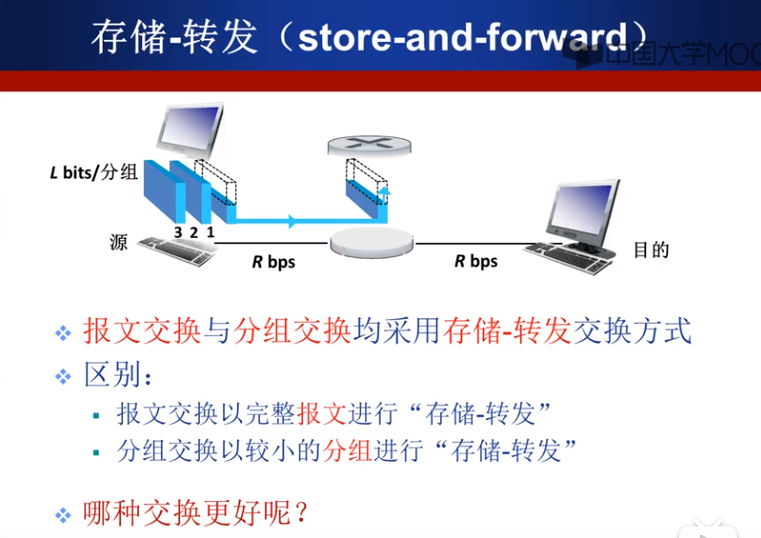 存储-转发（store-and-forward）
中国大学MOO
L bits/分组
3 2 1
源
R bps
R bps
目的
报文交换与分组交换均采用存储-转发交换方式
区别：
报文交换以完整报文进行“存储-转发”
分组交换以较小的分组进行“存储-转发”
哪种交换更好呢？